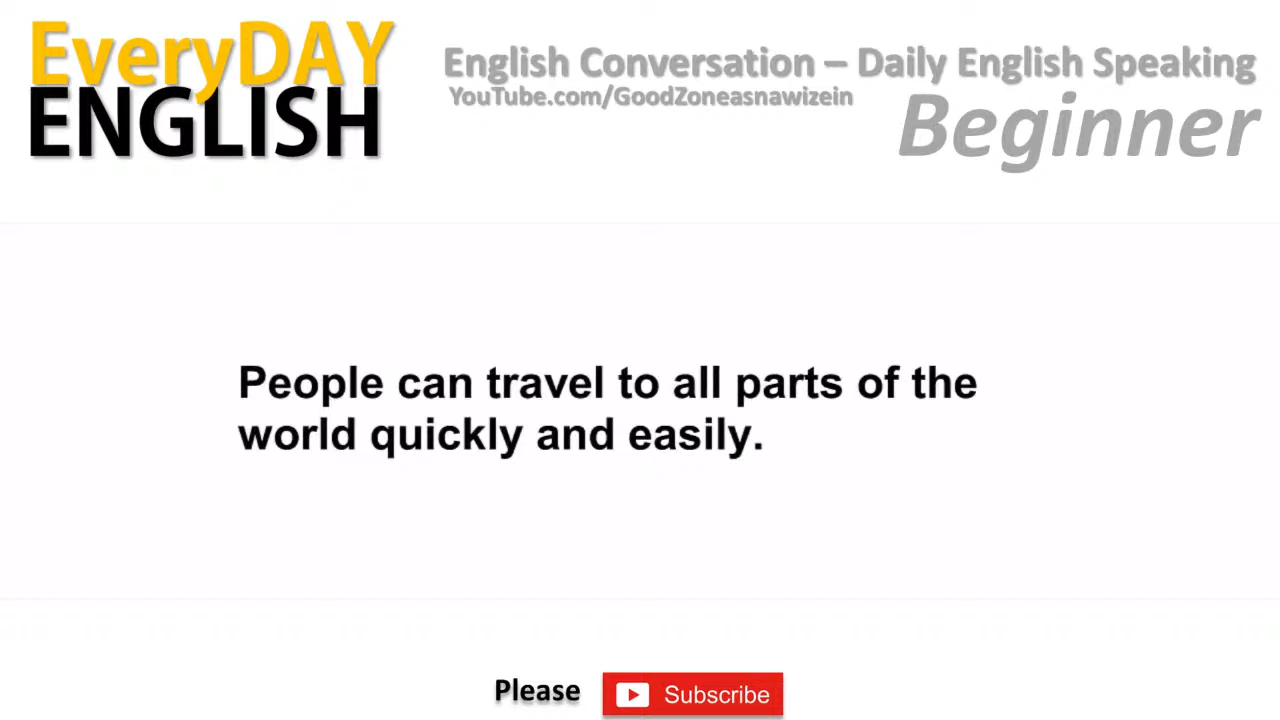 EveryDAY
ENGLISH
English Conversation – Daily English Speaking
YouTube.com/GoodZoneasnawizein
Beginner
People can travel to all parts of the
world quickly and easily.
Please
Subscribe